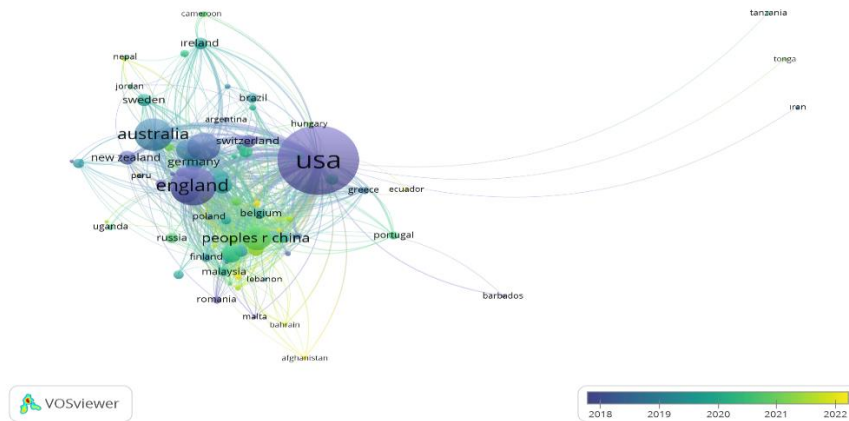 cameroon
tanzania
ireland
tonga
nepal
jordan
sweden
brazil
iran
argentina
hungary
australia
switzerland
usa
new zealand
germany
peru
england
greece
ecuador
poland
belgium
uganda
russia
peoples r china
portugal
finland
malaysia
lebanon
romania
barbados
malta
bahrain
afghanistan
VOSviewer
2018 2019 2020 2021 2022